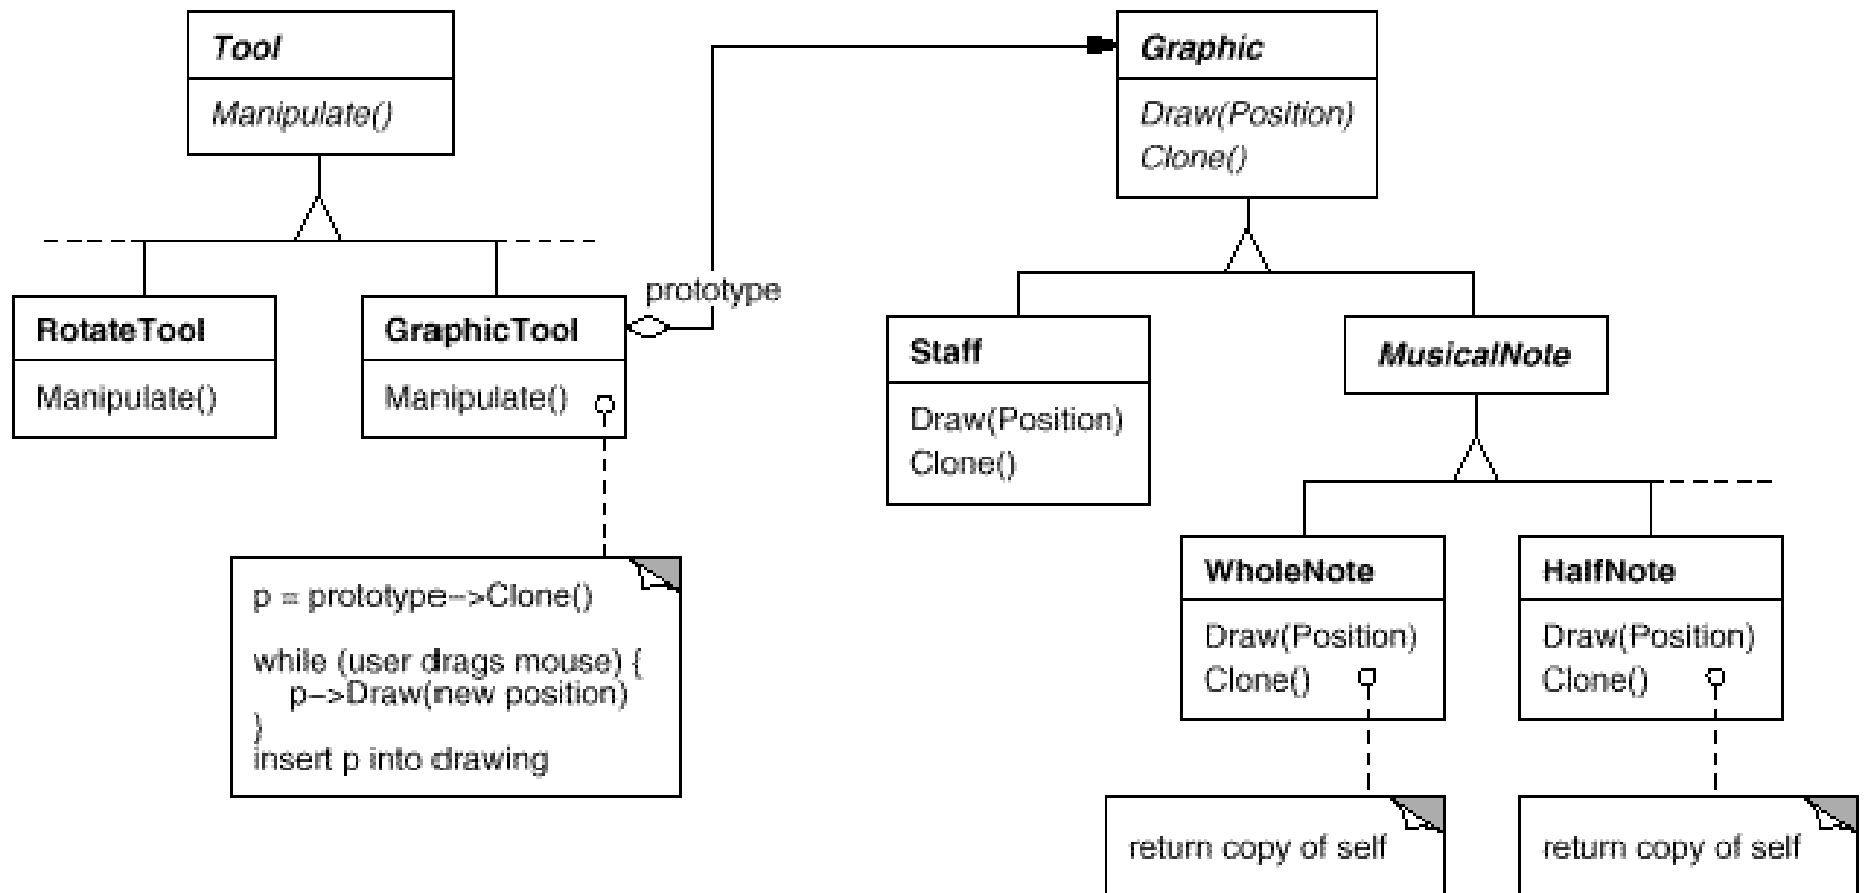 Tool
Manipulate()
Graphic
Draw(Position)
Clone()
prototype
RotateTool
Manipulate()
GraphicTool
Manipulate()
Staff
Draw(Position)
Clone()
MusicalNote
WholeNote
Draw(Position)
Clone()
HalfNote
Draw(Position)
Clone()
p = prototype–>Clone()
while (user drags mouse) {
p–>Draw(new position)
}
insert p into drawing
return copy of self
return copy of self